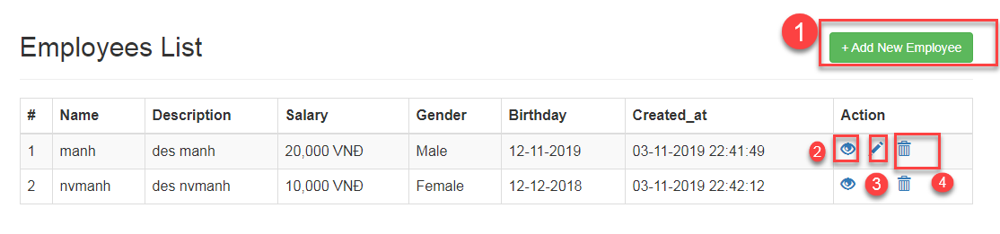 Employees List
1
+ Add New Employee
# Name Description Salary Gender Birthday Created_at Action
1 manh des manh 20,000 VNĐ Male 12-11-2019 03-11-2019 22:41:49
2
2 nvmanh des nvmanh 10,000 VNĐ Female 12-12-2018 03-11-2019 22:42:12
3
4